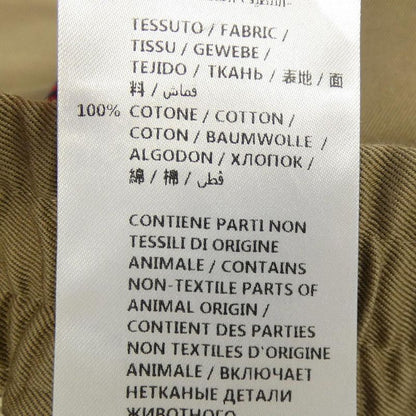 TESSUTO / FABRIC /
TISSU / GEWEBE /
TEJIDO / ТКАНЬ / 表地 / 面
料 / قماش /
100% COTONE / COTTON /
COTON / BAUMWOLLE /
ALGODON / ХЛОПОК /
綿 / 棉 / قطي
CONTIENE PARTI NON
TESSILI DI ORIGINE
ANIMALE / CONTAINS
NON-TEXTILE PARTS OF
ANIMAL ORIGIN /
CONTIENT DES PARTIES
NON TEXTILES D'ORIGINE
ANIMALE / ВКЛЮЧАЕТ
НЕТКАНЫЕ ДЕТАЛИ
ЖИВОТНОГО